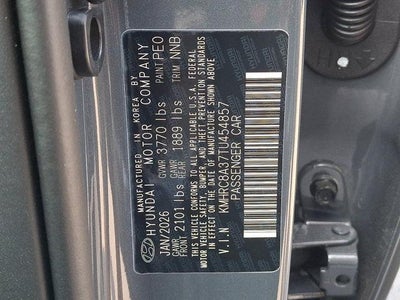 MANUFACTURED IN KOREA BY
HYUNDAI MOTOR COMPANY
JAN/2026 GVWR 3770 lbs PAINT PEO
GAWR FRONT 2101 lbs GAWR REAR 1889 lbs TRIM NNB
THIS VEHICLE CONFORMS TO ALL APPLICABLE U.S.A. FEDERAL
MOTOR VEHICLE SAFETY, BUMPER, AND THEFT PREVENTION STANDARDS
IN EFFECT ON THE DATE OF MANUFACTURE SHOWN ABOVE
V.I.N
PASSENGER CAR